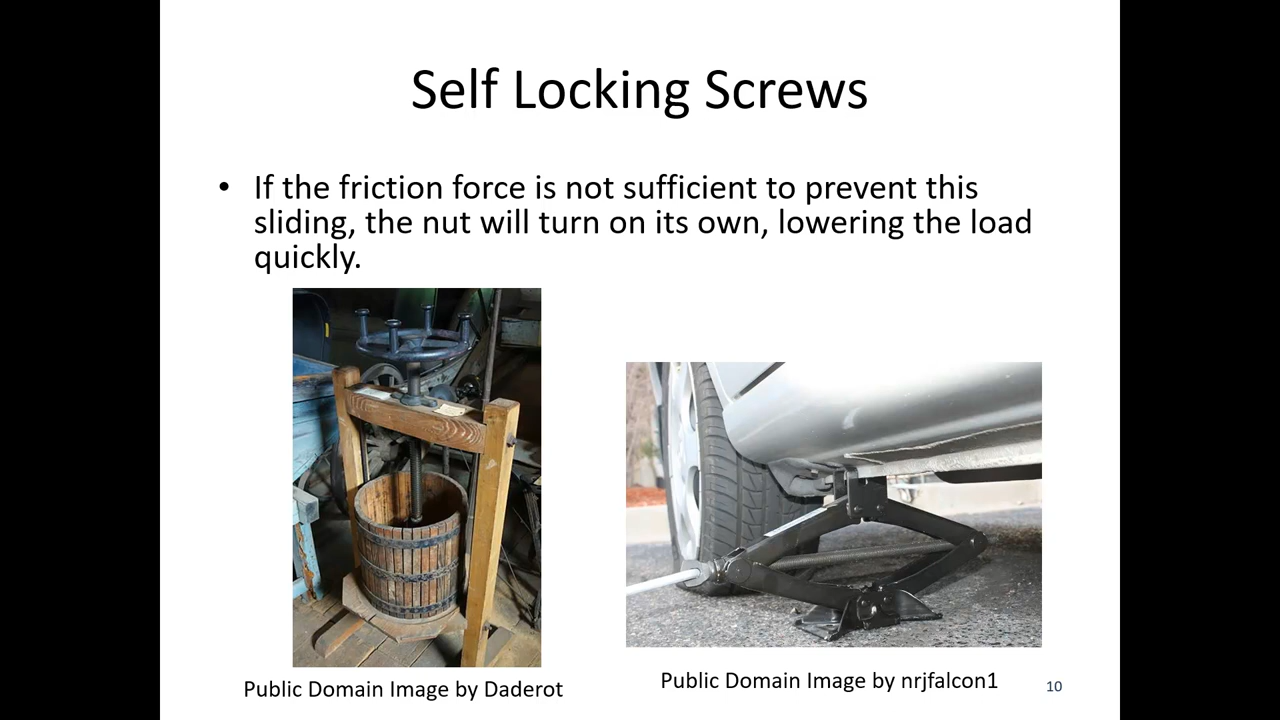 Self Locking Screws
• If the friction force is not sufficient to prevent this
sliding, the nut will turn on its own, lowering the load
quickly.
Public Domain Image by Daderot
Public Domain Image by nrjfalcon1
10